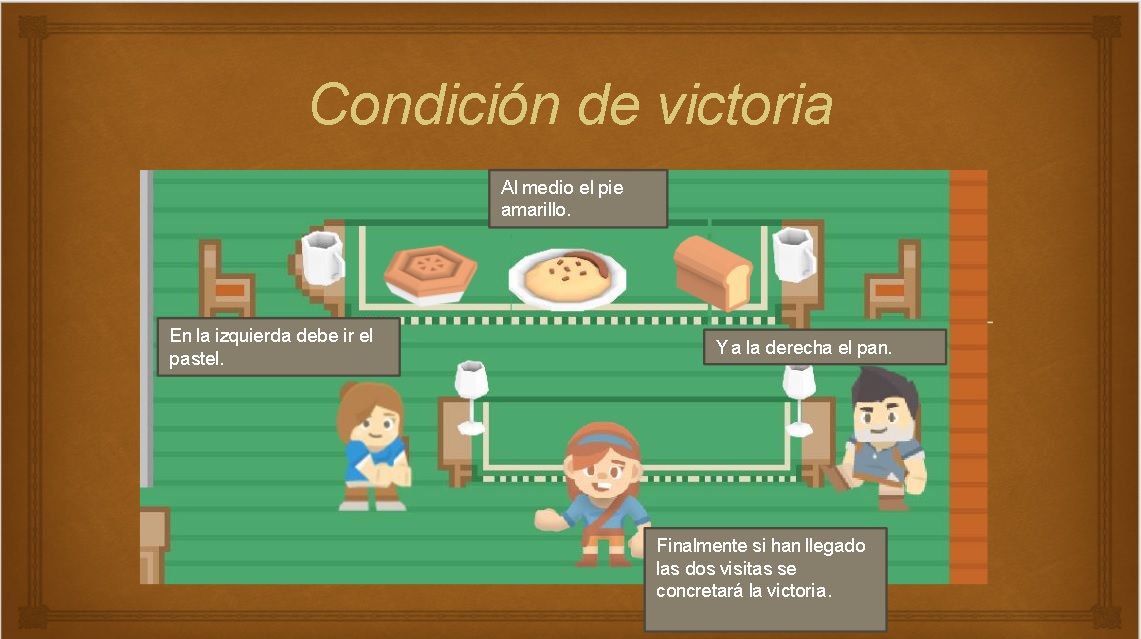 Condición de victoria
Al medio el pie
amarillo.
En la izquierda debe ir el
pastel.
Y a la derecha el pan.
Finalmente si han llegado
las dos visitas se
concretará la victoria.